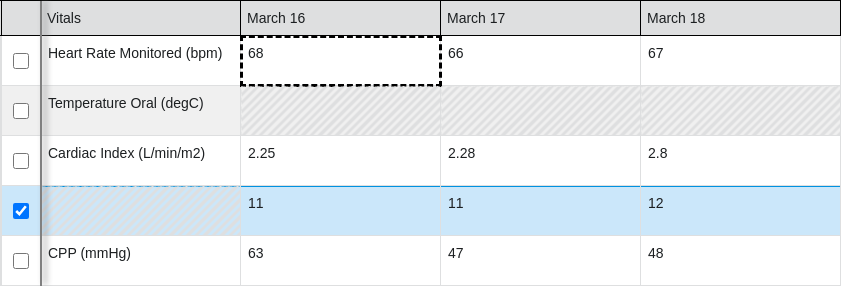 Vitals March 16 March 17 March 18
Heart Rate Monitored (bpm) 68 66 67
Temperature Oral (degC)
Cardiac Index (L/min/m2) 2.25 2.28 2.8
11 11 12
CPP (mmHg) 63 47 48